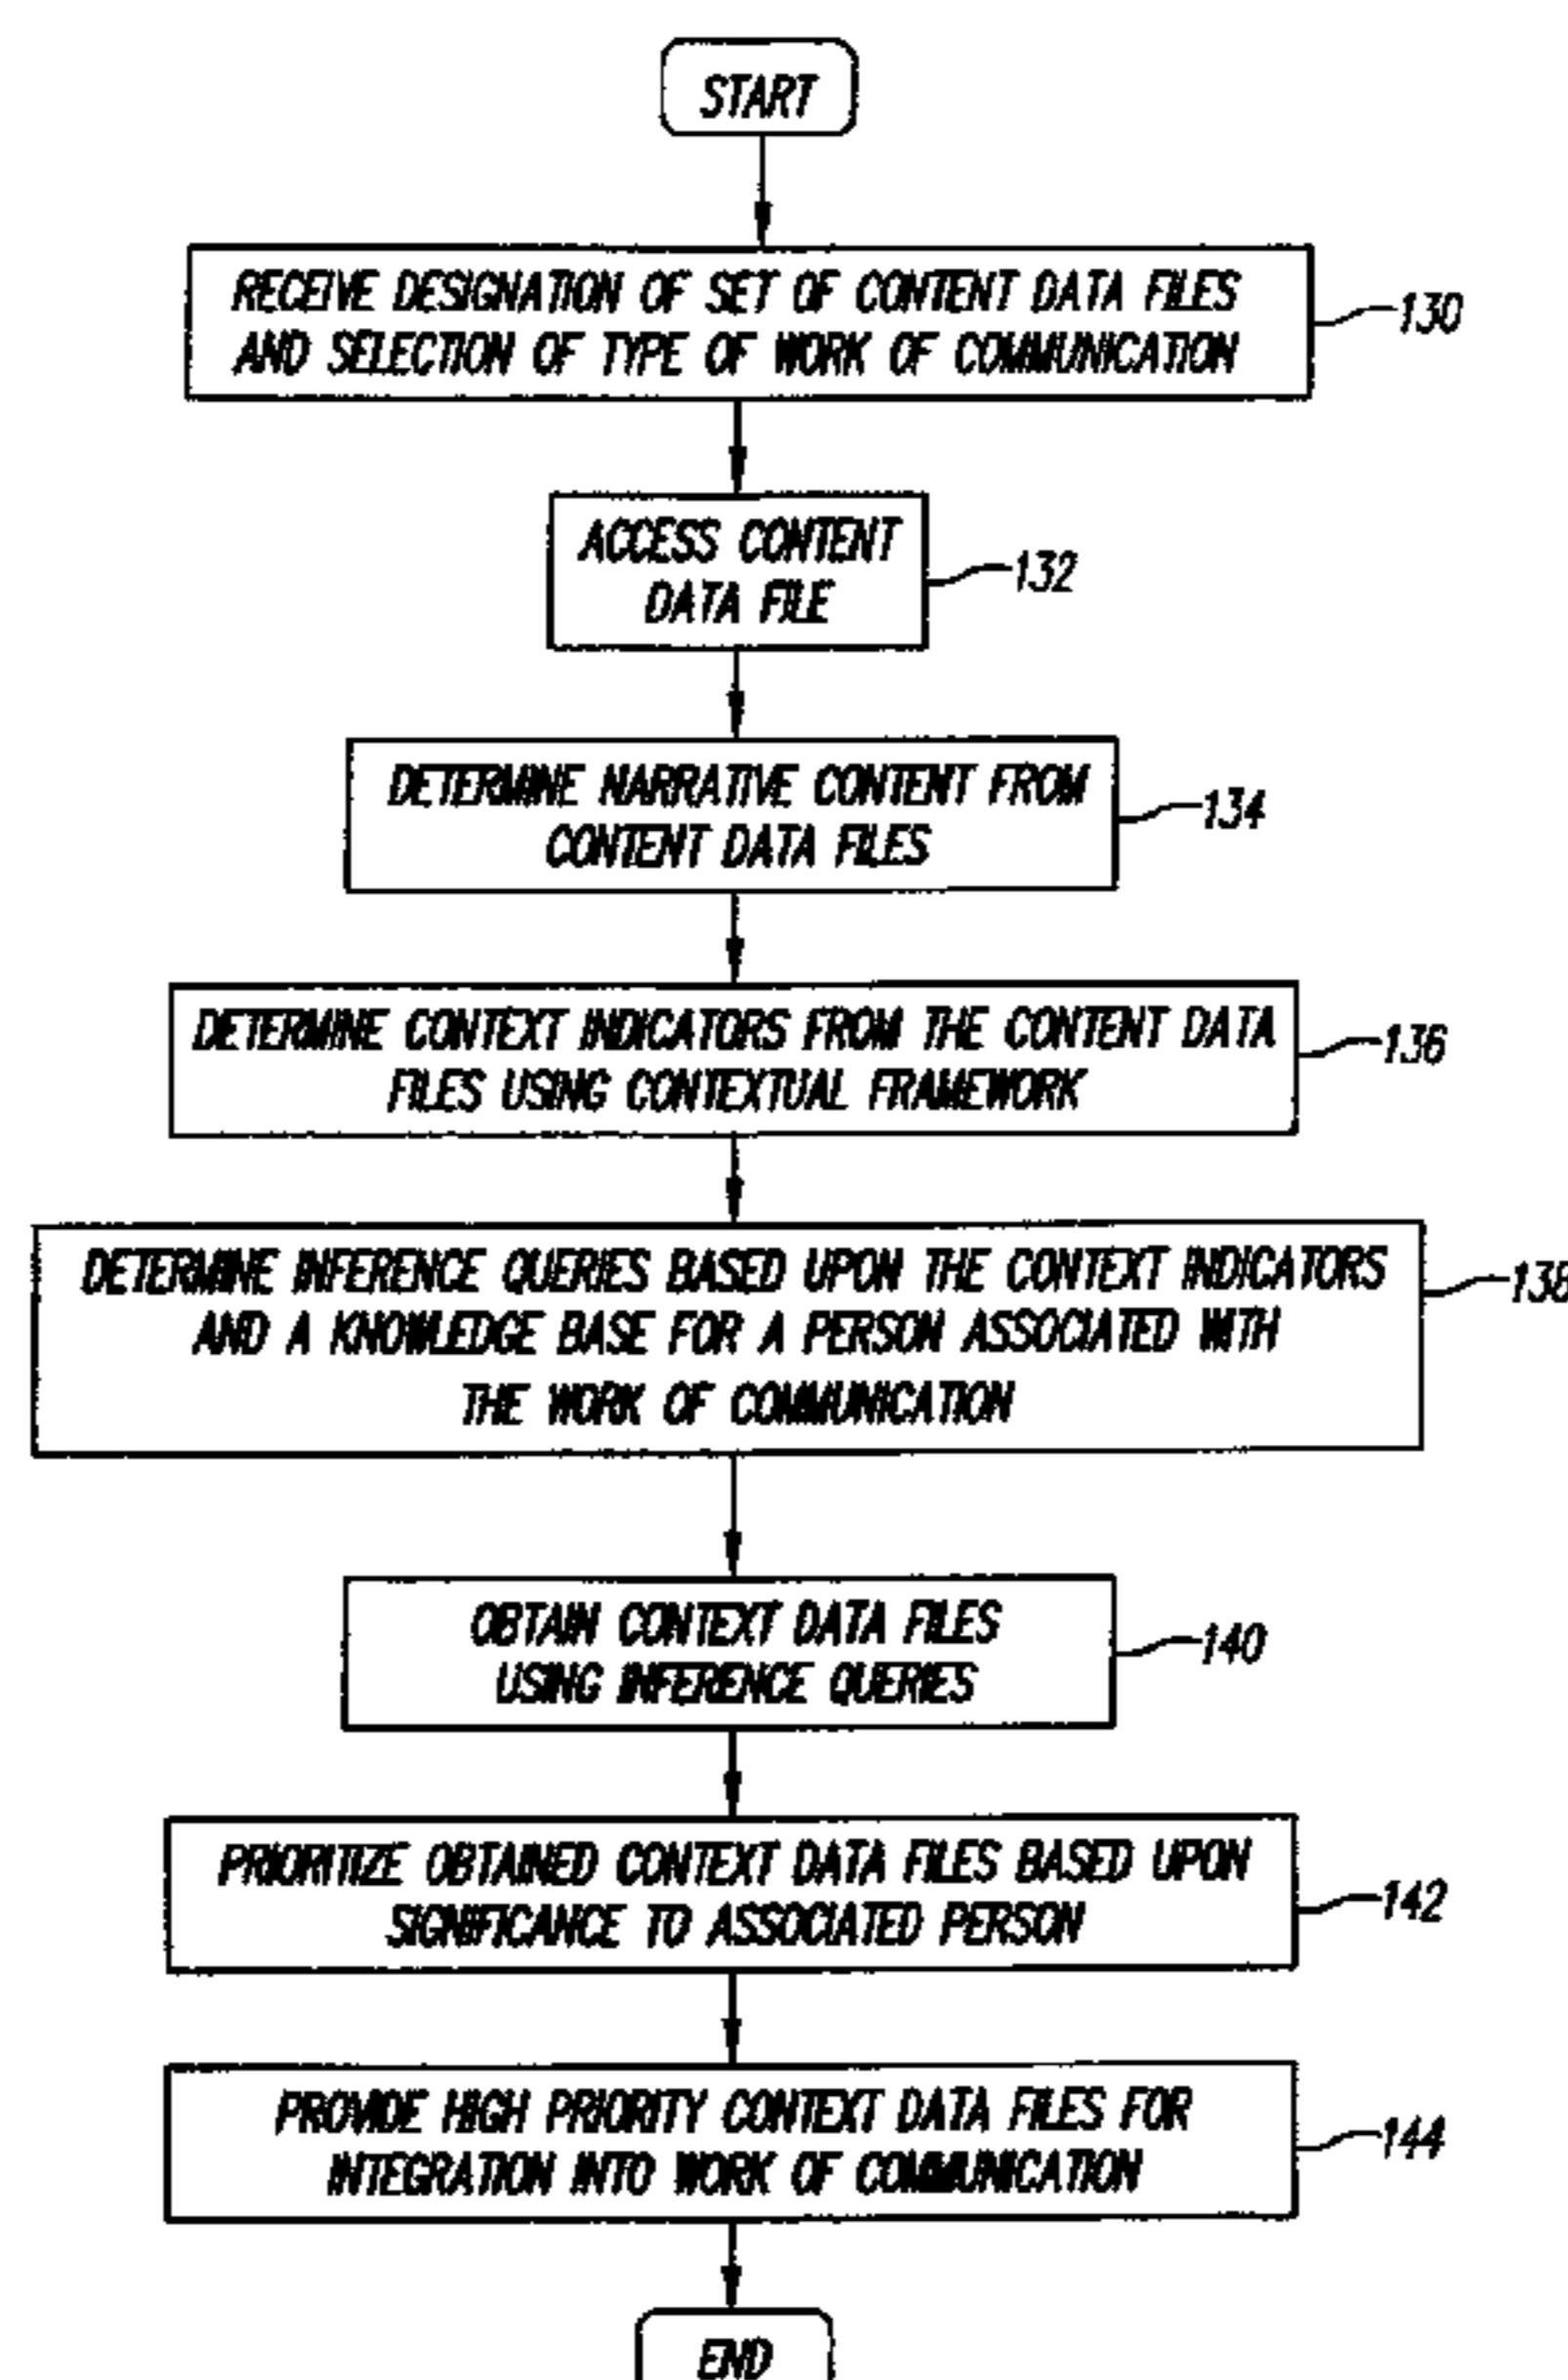 START
RECEIVE DESIGNATION OF SET OF CONTENT DATA FILES
AND SELECTION OF TYPE OF WORK OF COMMUNICATION
130
ACCESS CONTENT
DATA FILE
132
DETERMINE NARRATIVE CONTENT FROM
CONTENT DATA FILES
134
DETERMINE CONTEXT INDICATORS FROM THE CONTENT DATA
FILES USING CONTEXTUAL FRAMEWORK
136
DETERMINE INFERENCE QUERIES BASED UPON THE CONTEXT INDICATORS
AND A KNOWLEDGE BASE FOR A PERSON ASSOCIATED WITH
THE WORK OF COMMUNICATION
138
OBTAIN CONTEXT DATA FILES
USING INFERENCE QUERIES
140
PRIORITIZE OBTAINED CONTEXT DATA FILES BASED UPON
SIGNIFICANCE TO ASSOCIATED PERSON
142
PROVIDE HIGH PRIORITY CONTEXT DATA FILES FOR
INTEGRATION INTO WORK OF COMMUNICATION
144
END